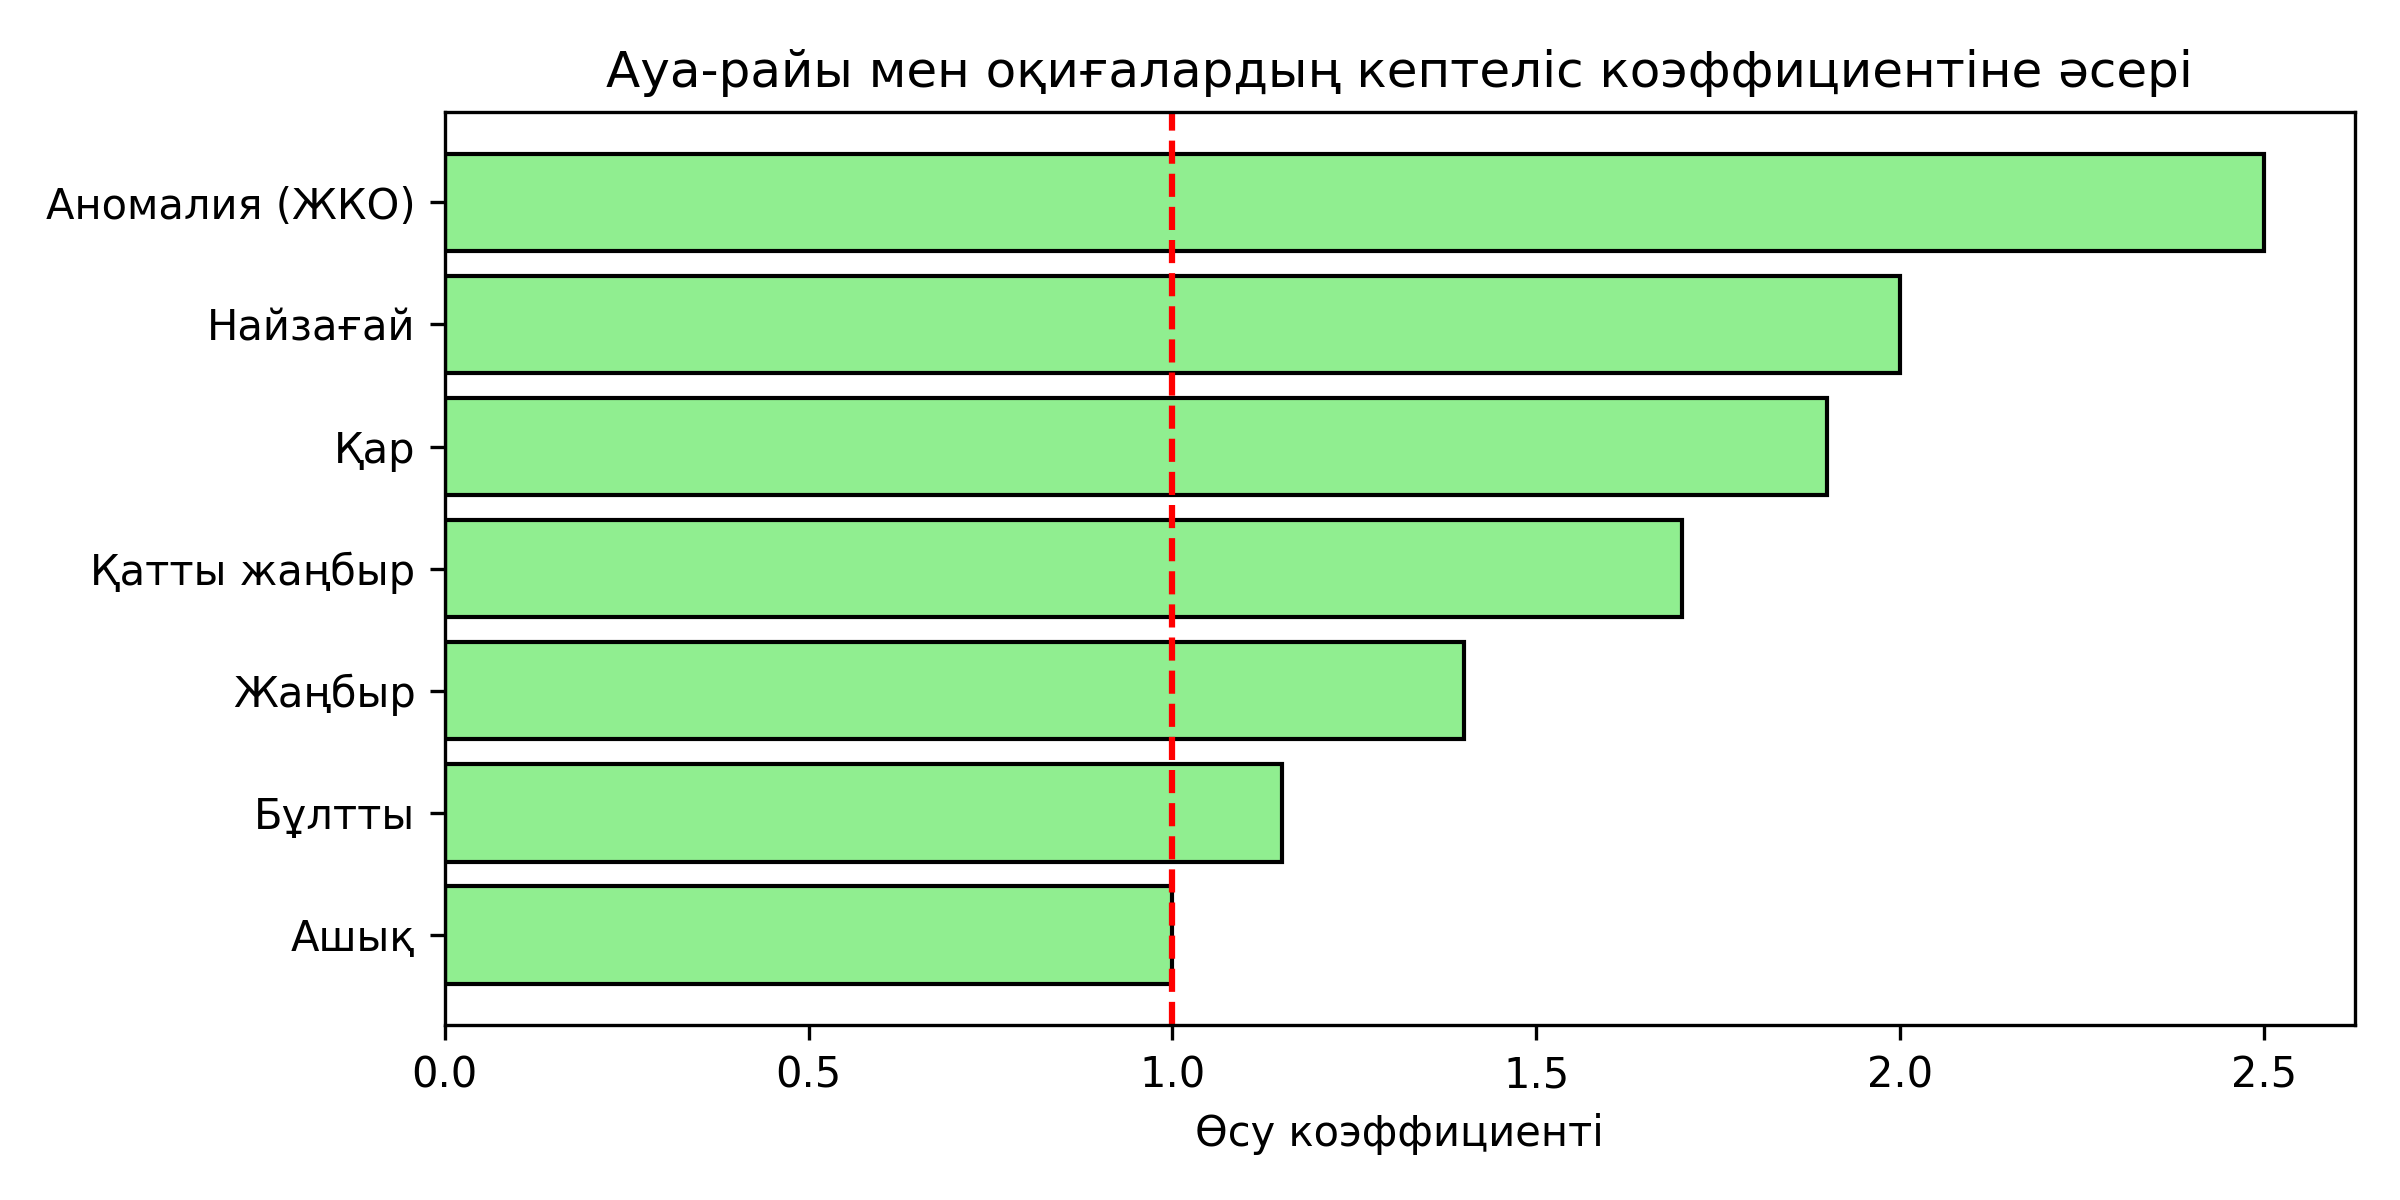 Ауа-райы мен оқиғалардың кептеліс коэффициентіне әсері
Аномалия (ЖКО)
Найзағай
Қар
Қатты жаңбыр
Жаңбыр
Бұлтты
Ашық
0.0 0.5 1.0 1.5 2.0 2.5
Өсу коэффициенті